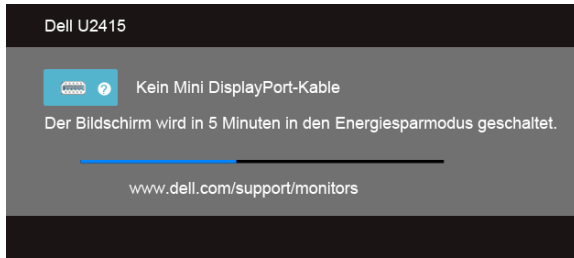 Dell U2415
? Kein Mini DisplayPort-Kable
Der Bildschirm wird in 5 Minuten in den Energiesparmodus geschaltet.
www.dell.com/support/monitors